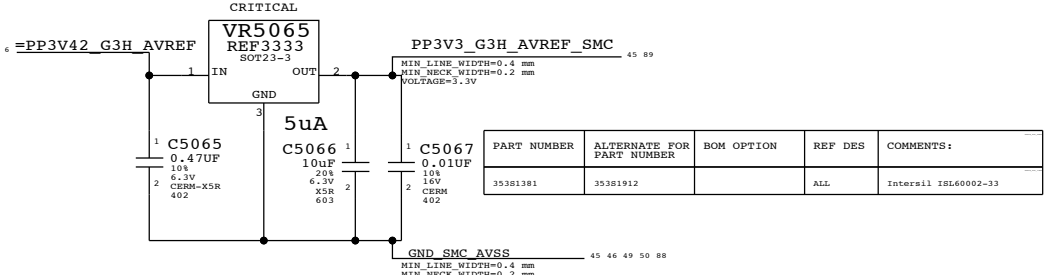 CRITICAL
VR5065
REF3333
SOT23-3
6 =PP3V42_G3H_AVREF
PP3V3_G3H_AVREF_SMC 45 89
MIN_LINE_WIDTH=0.4 mm
MIN_NECK_WIDTH=0.2 mm
VOLTAGE=3.3V
1 IN OUT 2
GND
3
5uA
1 C5065
0.47UF
10%
6.3V
2 CERM-X5R
402
C5066 1
10uF
20%
6.3V
X5R 2
603
1 C5067
0.01UF
10%
16V
2 CERM
402
PART NUMBER ALTERNATE FOR PART NUMBER BOM OPTION REF DES COMMENTS:
353S1381 353S1912 ALL Intersil ISL60002-33
GND_SMC_AVSS 45 46 49 50 88
MIN_LINE_WIDTH=0.4 mm
MIN_NECK_WIDTH=0.2 mm